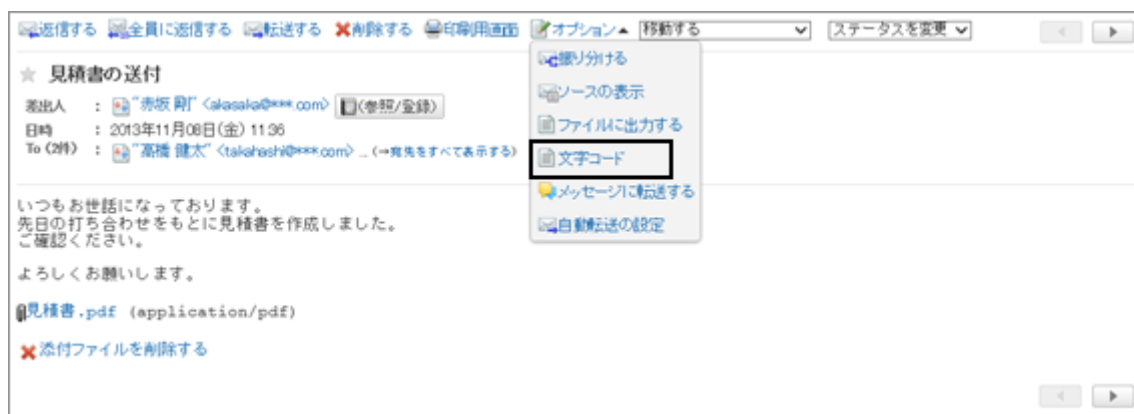 返信する 全員に返信する 転送する 削除する 印刷用画面 オプション 移動する ステータスを変更
振り分ける
ソースの表示
ファイルに出力する
文字コード
メッセージに転送する
自動転送の設定
見積書の送付
差出人 : "赤坂 剛" <akasaka@***.com> (参照/登録)
日時 : 2013年11月08日(金) 11:36
To (2件) : "高橋 健太" <takahashi@***.com> … (→宛先をすべて表示する)
いつもお世話になっております。
先日の打ち合わせをもとに見積書を作成しました。
ご確認ください。
よろしくお願いします。
見積書.pdf (application/pdf)
添付ファイルを削除する